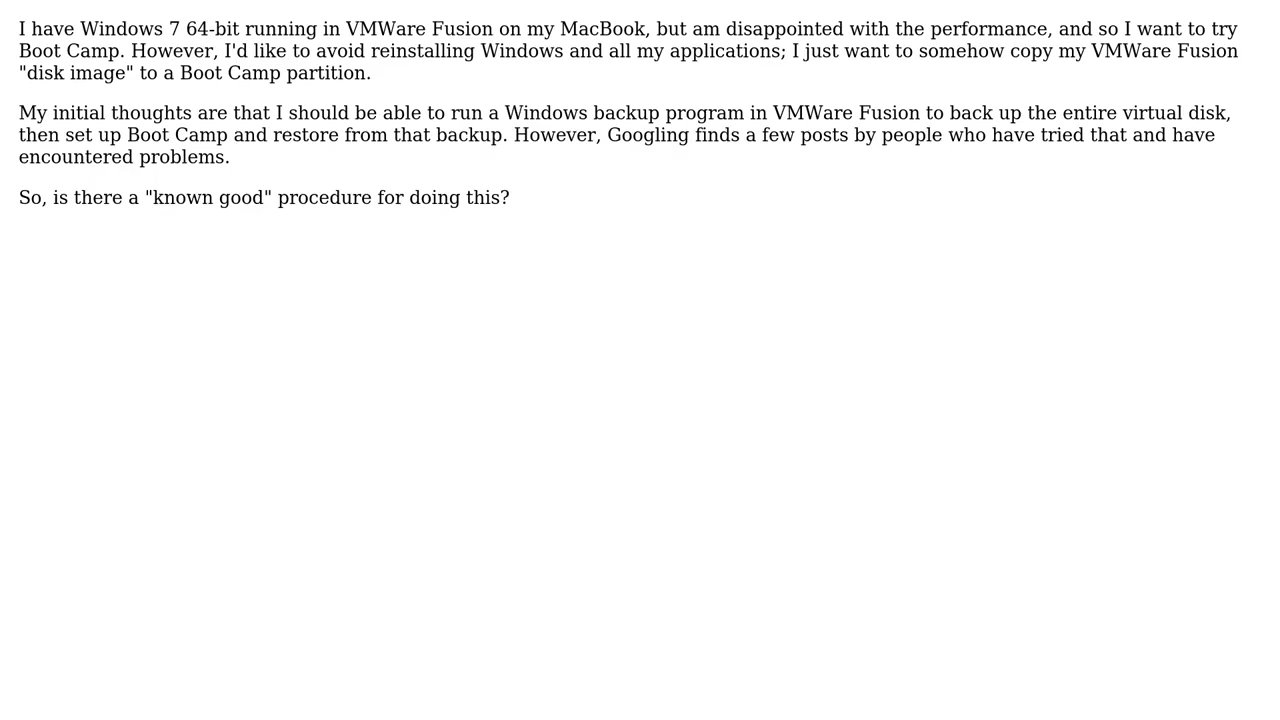 I have Windows 7 64-bit running in VMWare Fusion on my MacBook, but am disappointed with the performance, and so I want to try
Boot Camp. However, I'd like to avoid reinstalling Windows and all my applications; I just want to somehow copy my VMWare Fusion
"disk image" to a Boot Camp partition.
My initial thoughts are that I should be able to run a Windows backup program in VMWare Fusion to back up the entire virtual disk,
then set up Boot Camp and restore from that backup. However, Googling finds a few posts by people who have tried that and have
encountered problems.
So, is there a "known good" procedure for doing this?